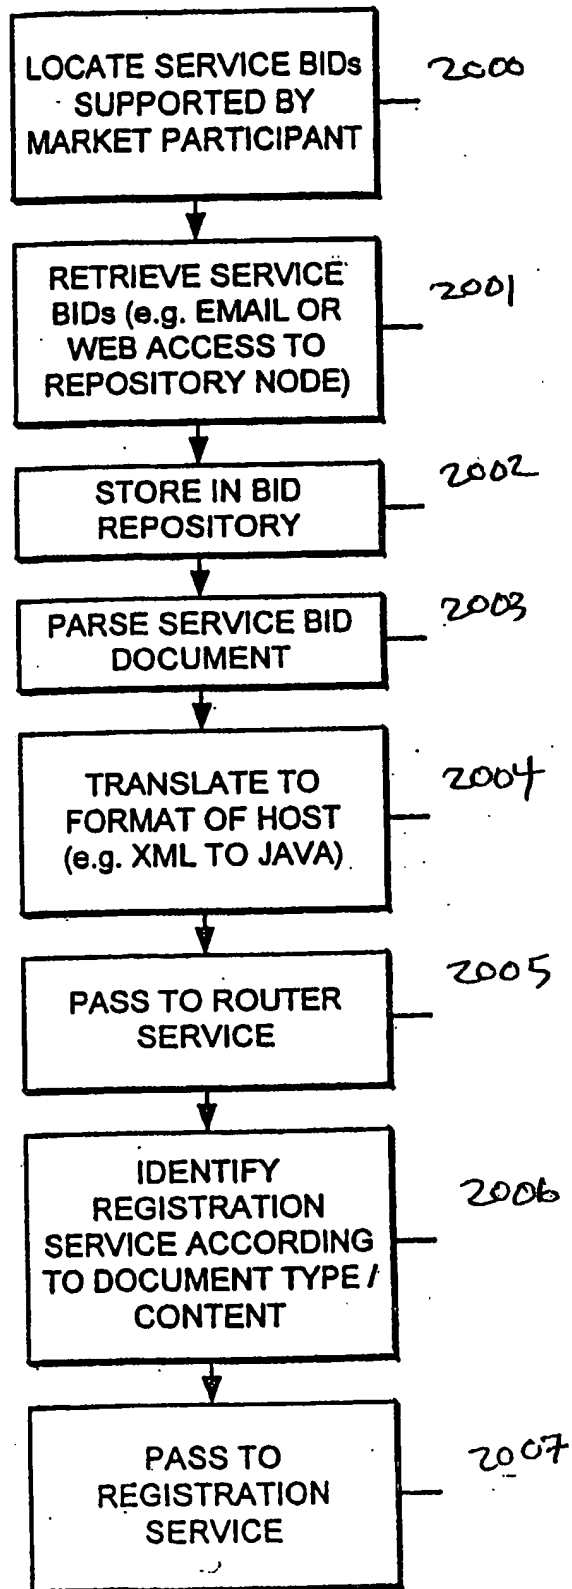 LOCATE SERVICE BIDs
SUPPORTED BY
MARKET PARTICIPANT
2000
RETRIEVE SERVICE
BIDs (e.g. EMAIL OR
WEB ACCESS TO
REPOSITORY NODE)
2001
STORE IN BID
REPOSITORY
2002
PARSE SERVICE BID
DOCUMENT
2003
TRANSLATE TO
FORMAT OF HOST
(e.g. XML TO JAVA)
2004
PASS TO ROUTER
SERVICE
2005
IDENTIFY
REGISTRATION
SERVICE ACCORDING
TO DOCUMENT TYPE /
CONTENT
2006
PASS TO
REGISTRATION
SERVICE
2007